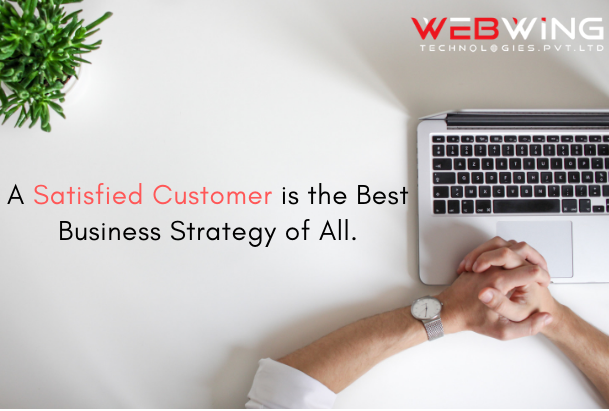 WEBWING
TECHNOLOGIES.PVT.LTD
A Satisfied Customer is the Best
Business Strategy of All.